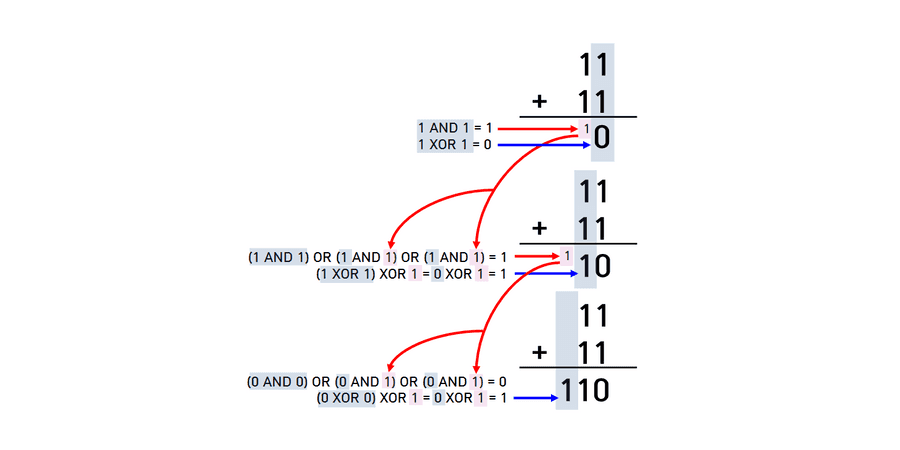 11
+ 11
1 AND 1 = 1
1
1 XOR 1 = 0
0
11
+ 11
(1 AND 1) OR (1 AND 1) OR (1 AND 1) = 1
1
(1 XOR 1) XOR 1 = 0 XOR 1 = 1
10
11
+ 11
(0 AND 0) OR (0 AND 1) OR (0 AND 1) = 0
(0 XOR 0) XOR 1 = 0 XOR 1 = 1
110